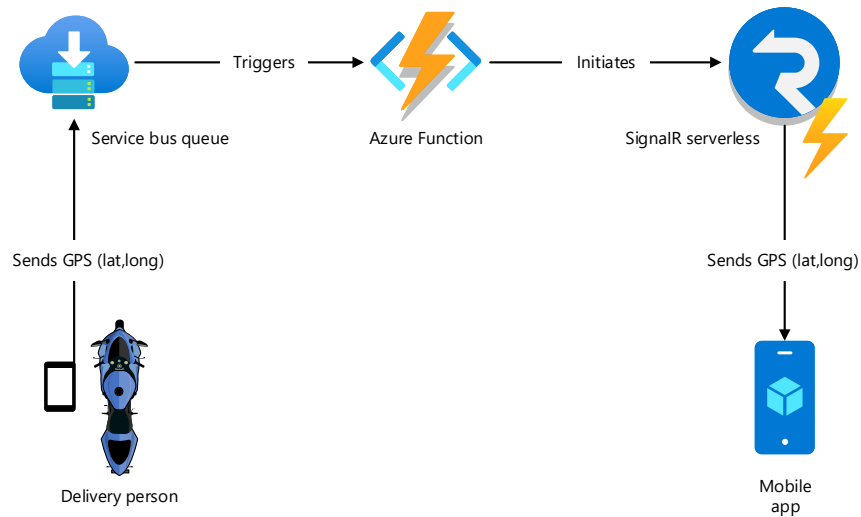 Triggers
Initiates
Service bus queue
Azure Function
SignalR serverless
Sends GPS (lat,long)
Sends GPS (lat,long)
Delivery person
Mobile
app